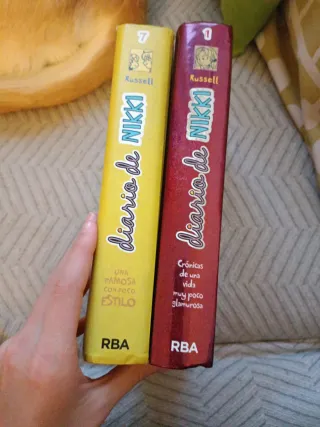 7
Russell
diario de NIKKI
UNA
FAMOSA
CON POCO
ESTILO
RBA
1
Russell
diario de NIKKI
Crónicas
de una
vida
muy poco
glamurosa
RBA